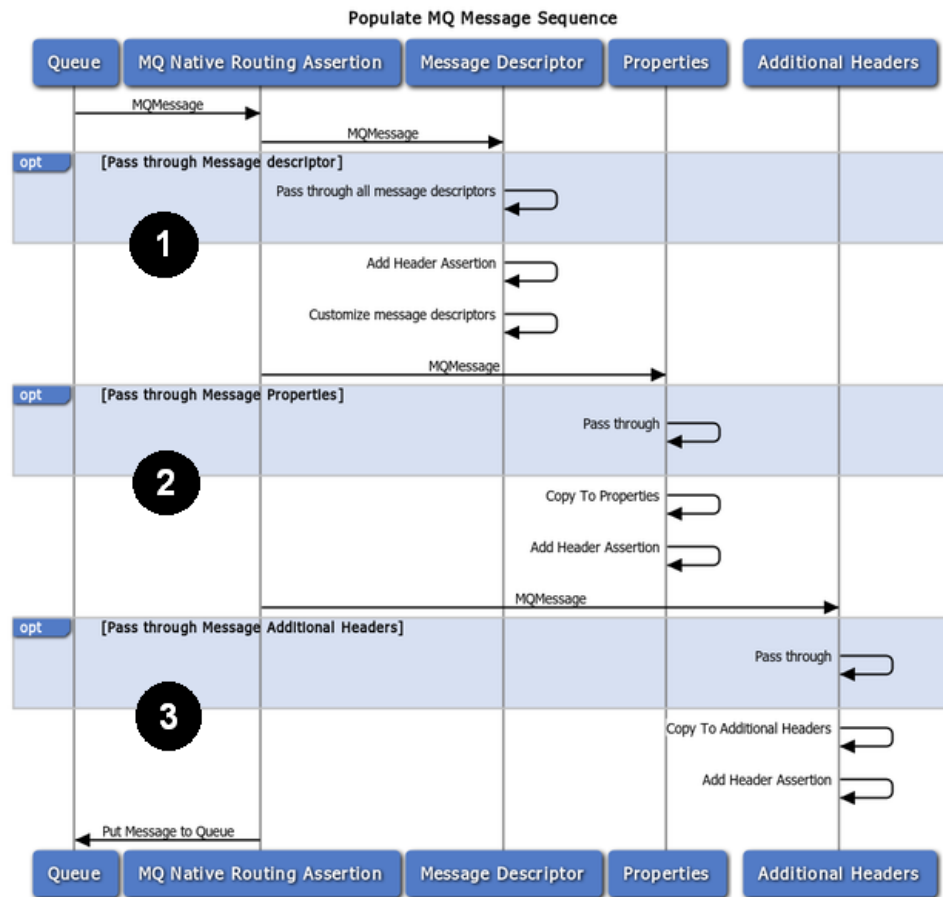 Populate MQ Message Sequence
Queue
MQ Native Routing Assertion
Message Descriptor
Properties
Additional Headers
MQMessage
MQMessage
opt
[Pass through Message descriptor]
Pass through all message descriptors
1
Add Header Assertion
Customize message descriptors
MQMessage
opt
[Pass through Message Properties]
Pass through
2
Copy To Properties
Add Header Assertion
MQMessage
opt
[Pass through Message Additional Headers]
Pass through
3
Copy To Additional Headers
Add Header Assertion
Put Message to Queue
Queue
MQ Native Routing Assertion
Message Descriptor
Properties
Additional Headers